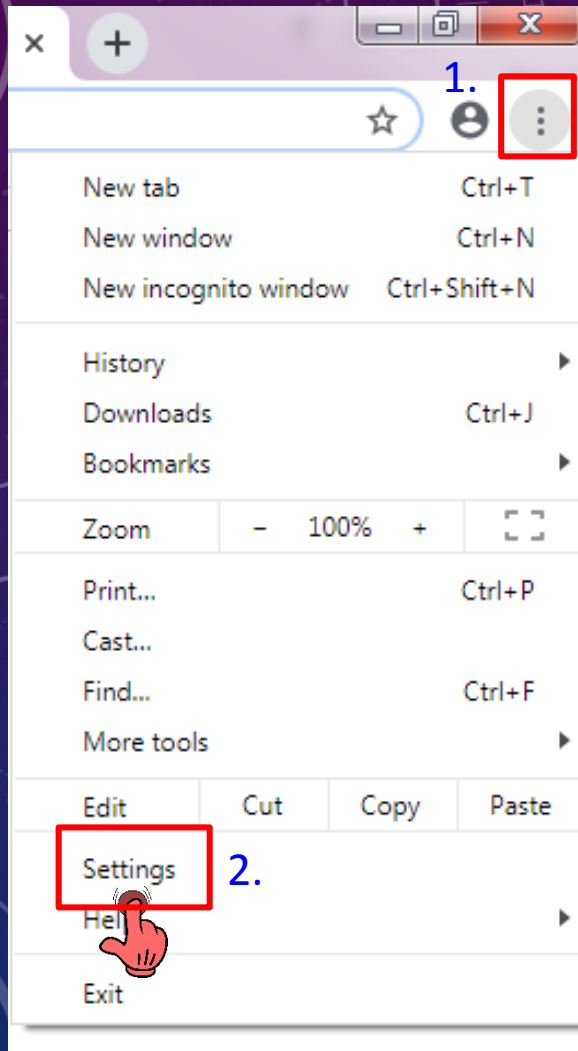 1.
New tab Ctrl+T
New window Ctrl+N
New incognito window Ctrl+Shift+N
History
Downloads Ctrl+J
Bookmarks
Zoom - 100% +
Print... Ctrl+P
Cast...
Find... Ctrl+F
More tools
Edit Cut Copy Paste
Settings 2.
Hel
Exit